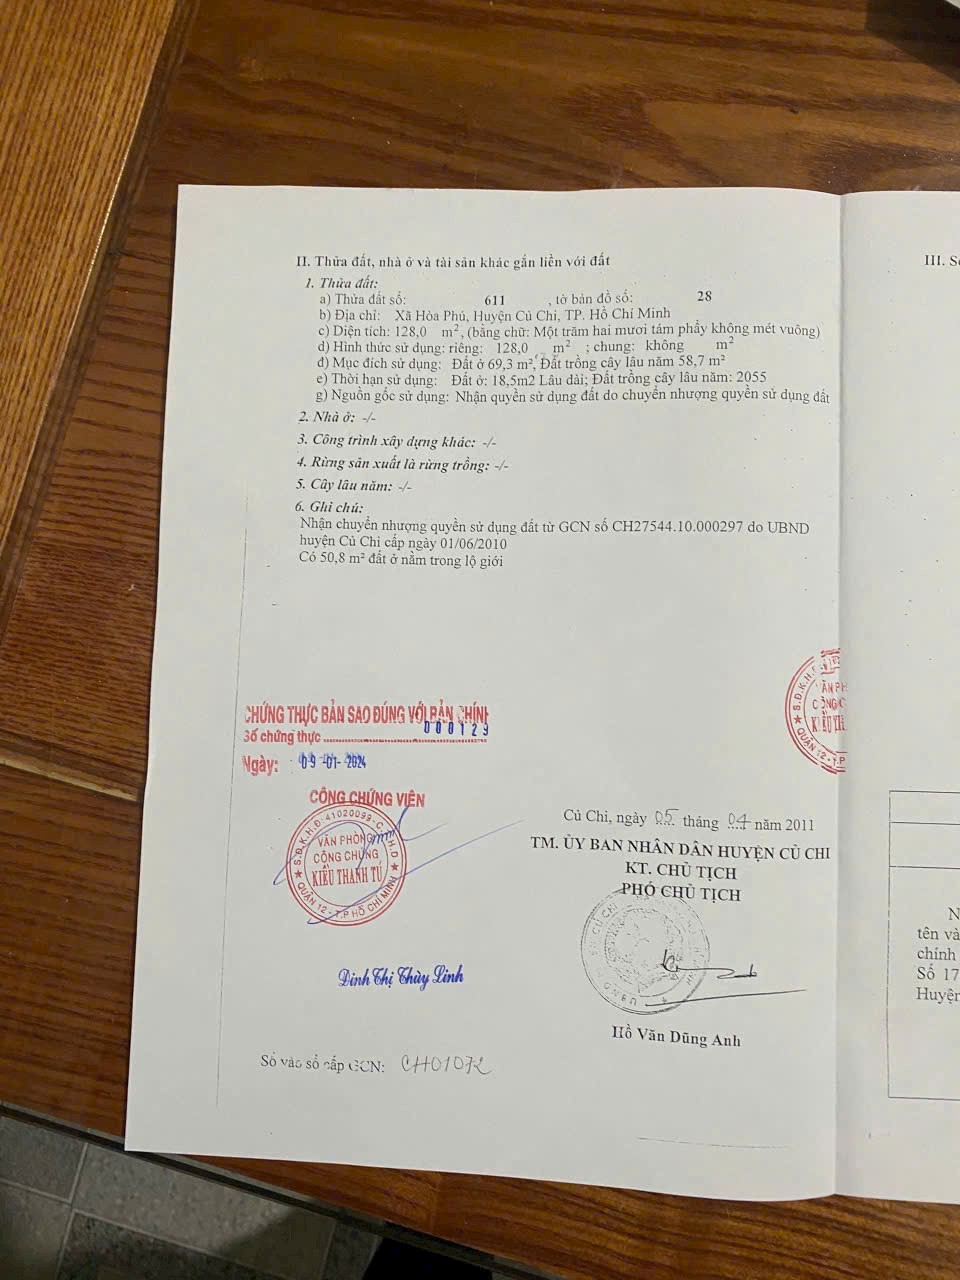 II. Thửa đất, nhà ở và tài sản khác gắn liền với đất
1. Thửa đất:
a) Thửa đất số: 611 , tờ bản đồ số: 28
b) Địa chỉ: Xã Hòa Phú, Huyện Củ Chi, TP. Hồ Chí Minh
c) Diện tích: 128,0 m², (bằng chữ: Một trăm hai mươi tám phẩy không mét vuông)
d) Hình thức sử dụng: riêng: 128,0 m² ; chung: không m²
đ) Mục đích sử dụng: Đất ở 69,3 m², Đất trồng cây lâu năm 58,7 m²
e) Thời hạn sử dụng: Đất ở: 18,5m2 Lâu dài; Đất trồng cây lâu năm: 2055
g) Nguồn gốc sử dụng: Nhận quyền sử dụng đất do chuyển nhượng quyền sử dụng đất
2. Nhà ở: -/-
3. Công trình xây dựng khác: -/-
4. Rừng sản xuất là rừng trồng: -/-
5. Cây lâu năm: -/-
6. Ghi chú:
Nhận chuyển nhượng quyền sử dụng đất từ GCN số CH27544.10.000297 do UBND
huyện Củ Chi cấp ngày 01/06/2010
Có 50,8 m² đất ở nằm trong lộ giới
CHỨNG THỰC BẢN SAO ĐÚNG VỚI BẢN CHÍNH
Số chứng thực 000129
Ngày: 09 -01- 2024
CÔNG CHỨNG VIÊN
S.Đ.K.H.Đ: 41020099-C.T.H.D
VĂN PHÒNG
CÔNG CHỨNG
KIỀU THANH TÚ
QUẬN 12 - T.P HỒ CHÍ MINH
Đinh Thị Thùy Linh
Củ Chi, ngày 05 tháng 04 năm 2011
TM. ỦY BAN NHÂN DÂN HUYỆN CỦ CHI
KT. CHỦ TỊCH
PHÓ CHỦ TỊCH
Hồ Văn Dũng Anh
Số vào sổ cấp GCN: CH01072
S.Đ.K.H.Đ
VĂN PH
CÔNG C
KIỀU TH
QUẬN 12 - T.P
III. S
N
tên và
chính
Số 17
Huyện